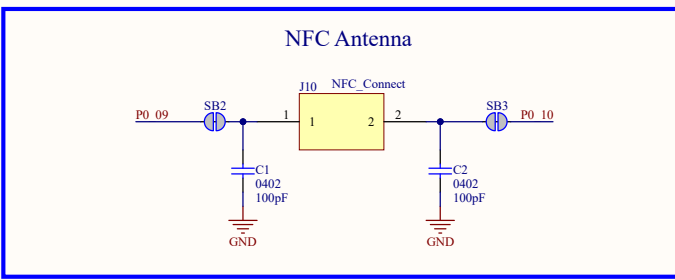 NFC Antenna
J10 NFC_Connect
P0_09 SB2 1 1 2 2 SB3 P0_10
C1
0402
100pF
C2
0402
100pF
GND
GND